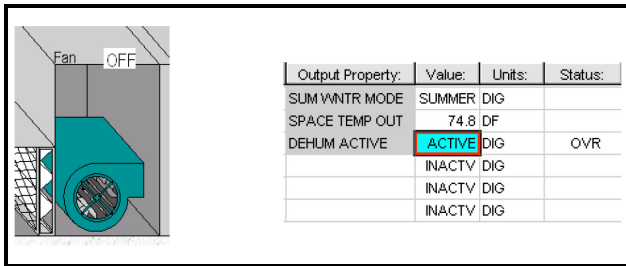 Fan OFF
Output Property: Value: Units: Status:
SUM WNTR MODE SUMMER DIG
SPACE TEMP OUT 74.8 DF
DEHUM ACTIVE ACTIVE DIG OVR
INACTV DIG
INACTV DIG
INACTV DIG